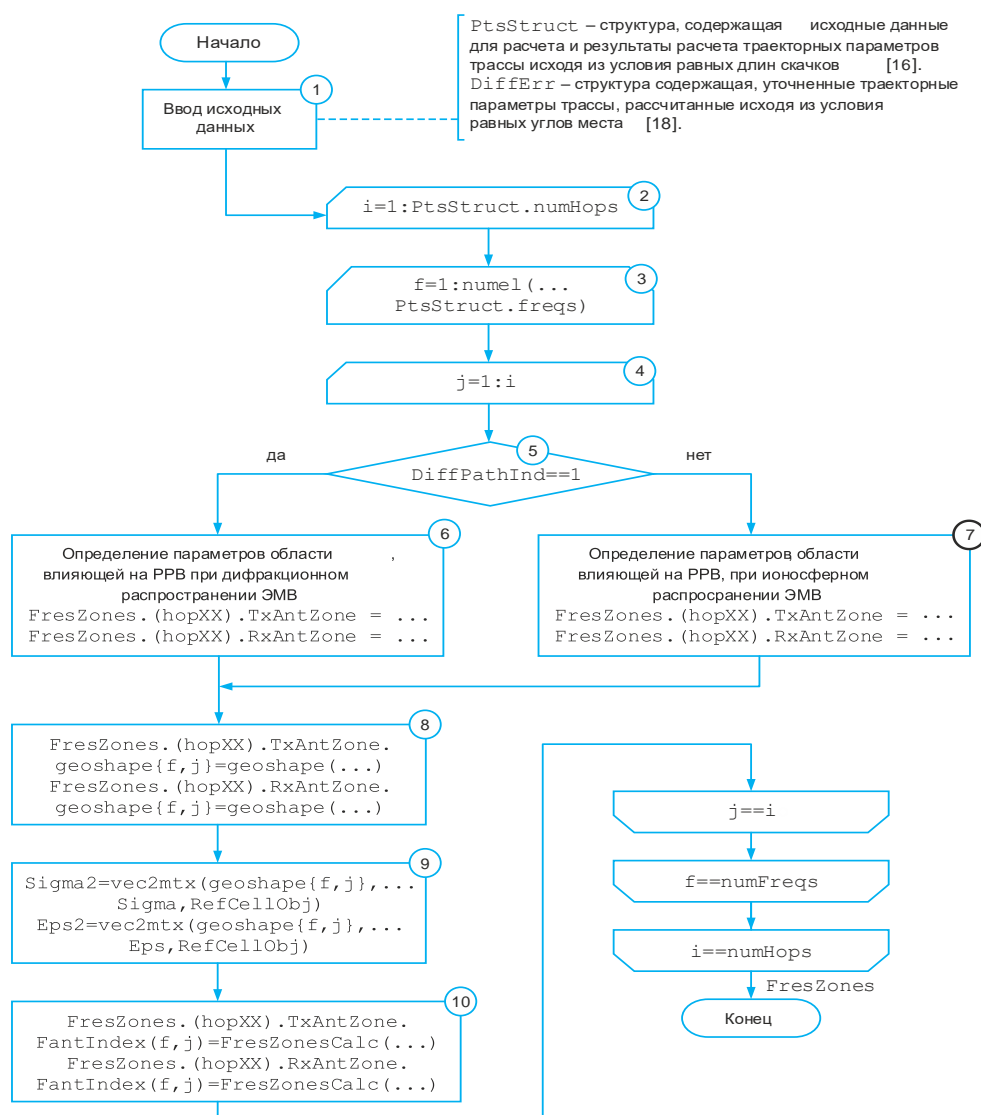 Начало
PtsStruct – структура, содержащая исходные данные
для расчета и результаты расчета траекторных параметров
трассы исходя из условия равных длин скачков [16].
DiffErr – структура содержащая, уточненные траекторные
параметры трассы, рассчитанные исходя из условия
равных углов места [18].
1
Ввод исходных
данных
2
i=1:PtsStruct.numHops
3
f=1:numel(...
PtsStruct.freqs)
4
j=1:i
5
DiffPathInd==1
да
нет
6
Определение параметров области ,
влияющей на РРВ при дифракционном
распространении ЭМВ
FresZones.(hopXX).TxAntZone = ...
FresZones.(hopXX).RxAntZone = ...
7
Определение параметров, области
влияющей на РРВ, при ионосферном
распросранении ЭМВ
FresZones.(hopXX).TxAntZone = ...
FresZones.(hopXX).RxAntZone = ...
8
FresZones.(hopXX).TxAntZone.
geoshape{f,j}=geoshape(...)
FresZones.(hopXX).RxAntZone.
geoshape{f,j}=geoshape(...)
9
Sigma2=vec2mtx(geoshape{f,j},...
Sigma,RefCellObj)
Eps2=vec2mtx(geoshape{f,j},...
Eps,RefCellObj)
10
FresZones.(hopXX).TxAntZone.
FantIndex(f,j)=FresZonesCalc(...)
FresZones.(hopXX).RxAntZone.
FantIndex(f,j)=FresZonesCalc(...)
j==i
f==numFreqs
i==numHops
FresZones
Конец